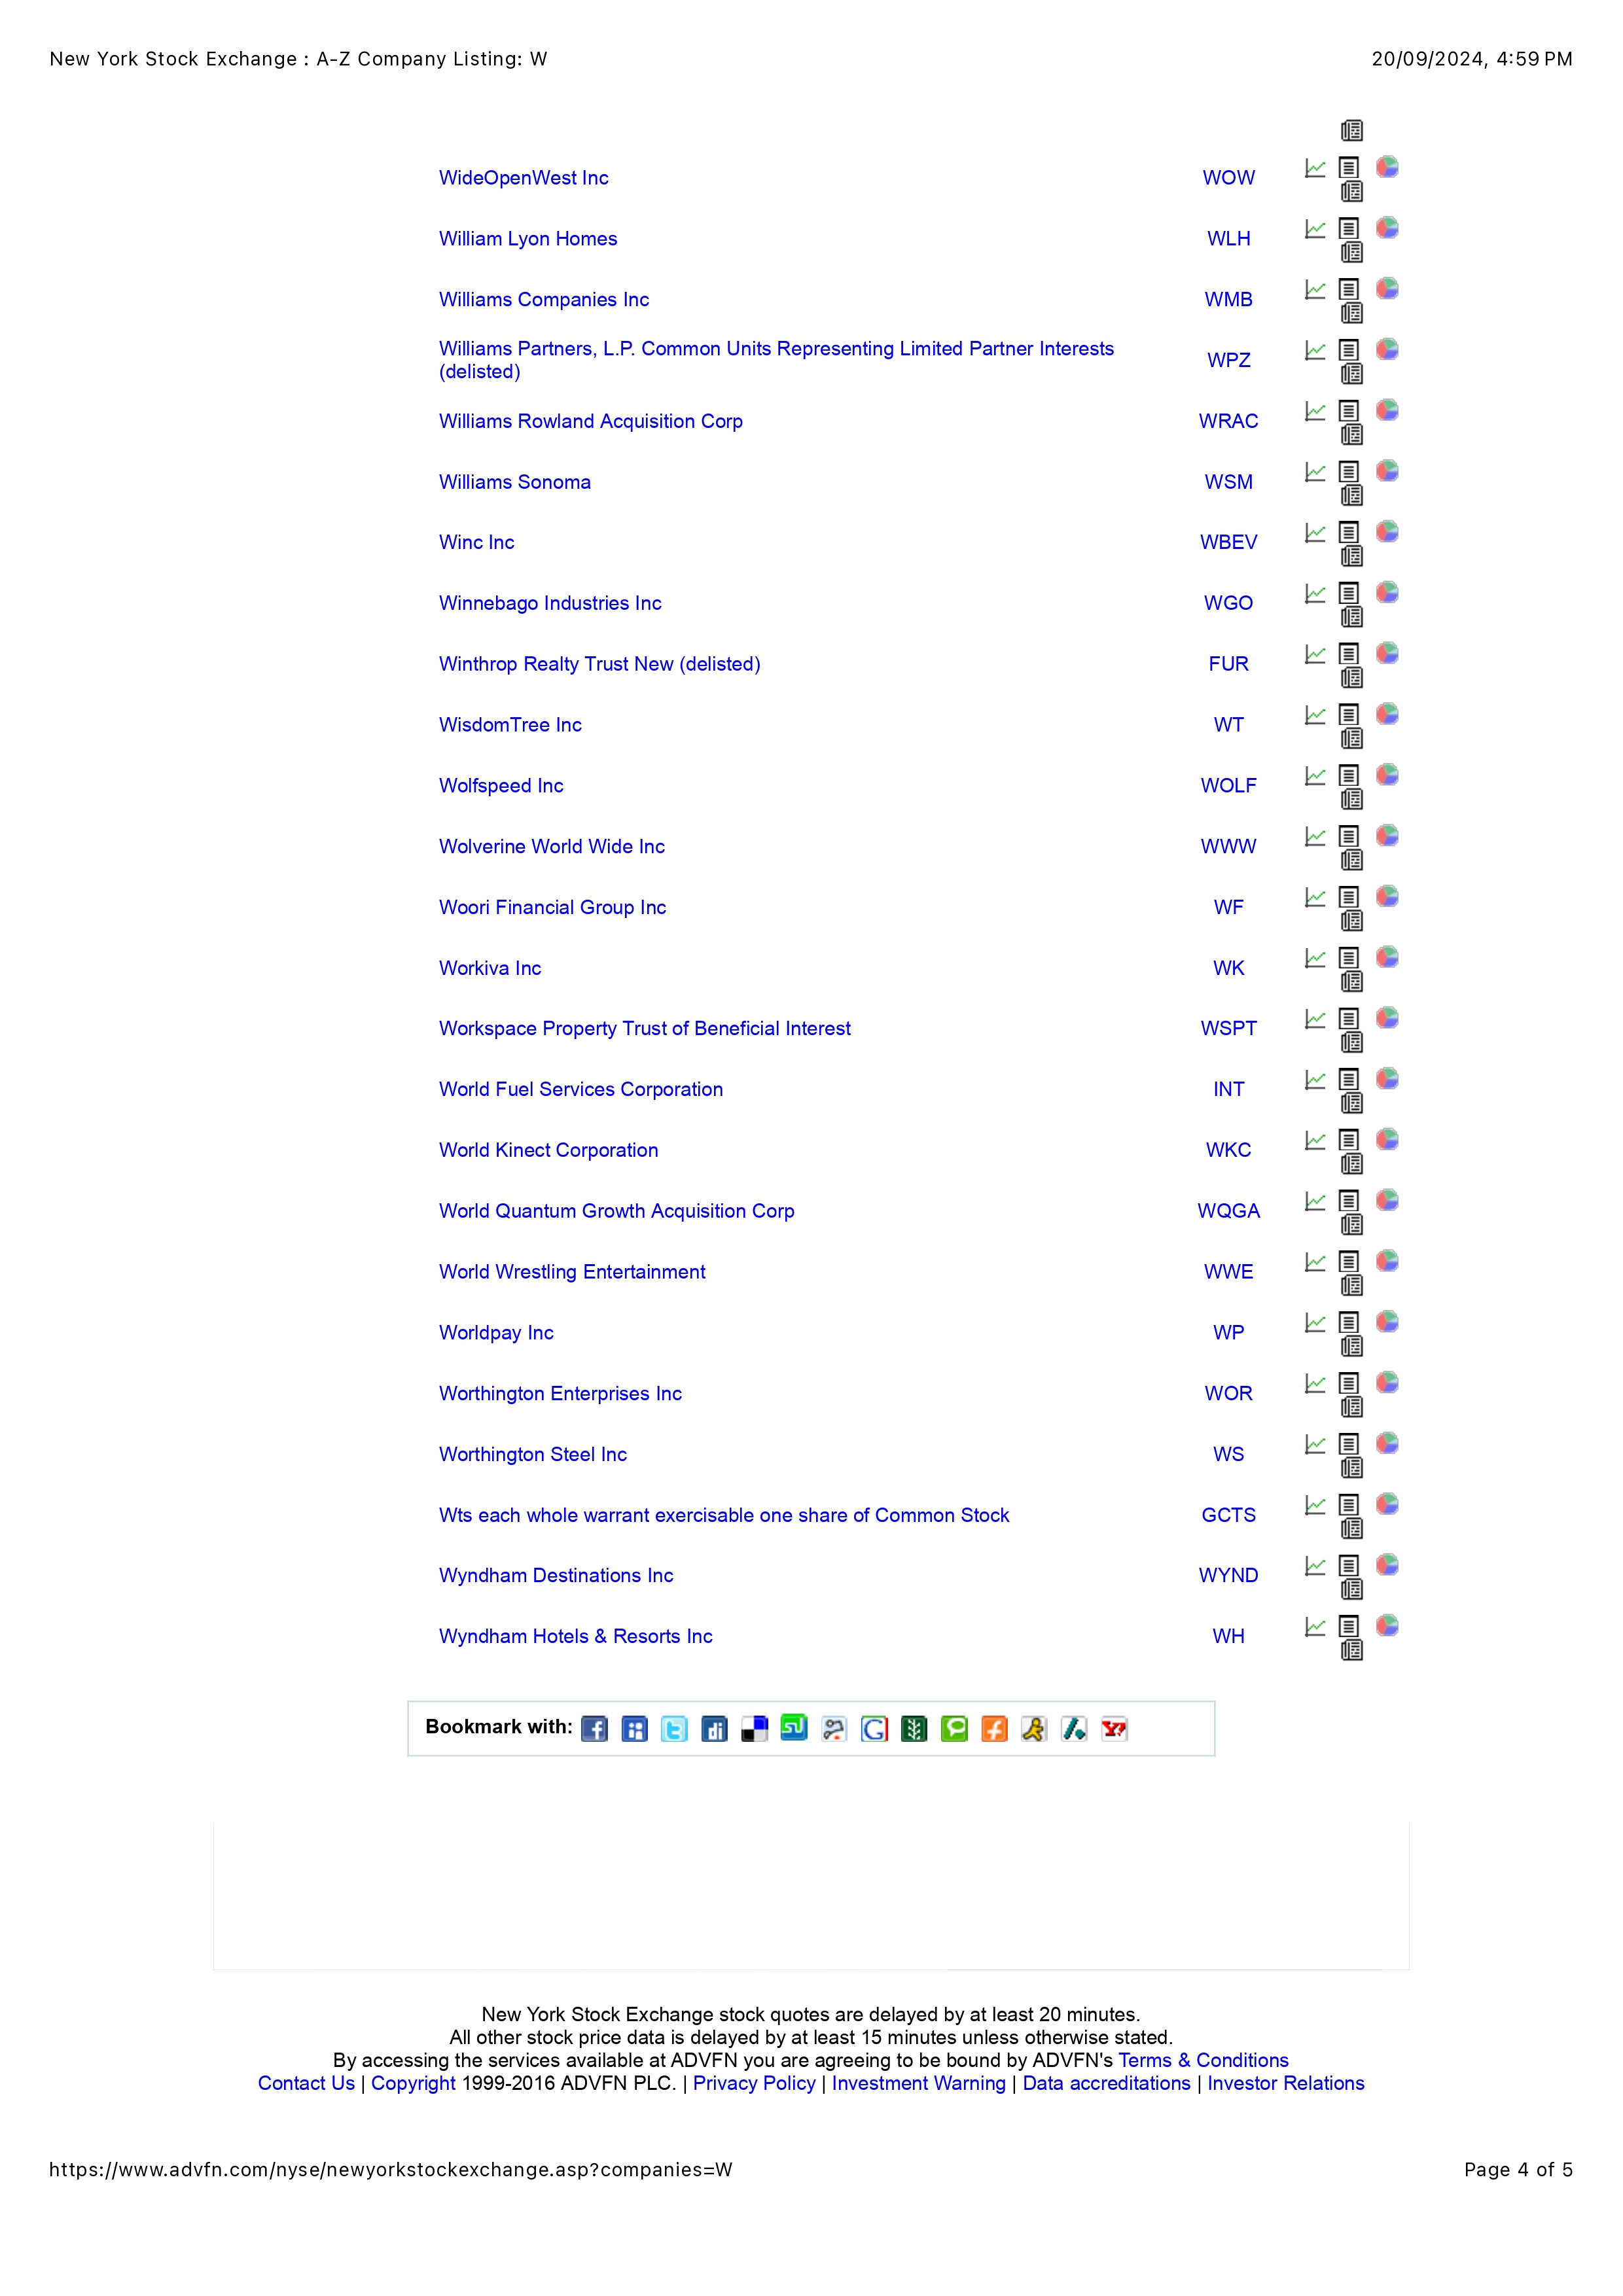 New York Stock Exchange : A-Z Company Listing: W 20/09/2024, 4:59 PM
WideOpenWest Inc WOW
William Lyon Homes WLH
Williams Companies Inc WMB
Williams Partners, L.P. Common Units Representing Limited Partner Interests
(delisted) WPZ
Williams Rowland Acquisition Corp WRAC
Williams Sonoma WSM
Winc Inc WBEV
Winnebago Industries Inc WGO
Winthrop Realty Trust New (delisted) FUR
WisdomTree Inc WT
Wolfspeed Inc WOLF
Wolverine World Wide Inc WWW
Woori Financial Group Inc WF
Workiva Inc WK
Workspace Property Trust of Beneficial Interest WSPT
World Fuel Services Corporation INT
World Kinect Corporation WKC
World Quantum Growth Acquisition Corp WQGA
World Wrestling Entertainment WWE
Worldpay Inc WP
Worthington Enterprises Inc WOR
Worthington Steel Inc WS
Wts each whole warrant exercisable one share of Common Stock GCTS
Wyndham Destinations Inc WYND
Wyndham Hotels & Resorts Inc WH
Bookmark with:
New York Stock Exchange stock quotes are delayed by at least 20 minutes.
All other stock price data is delayed by at least 15 minutes unless otherwise stated.
By accessing the services available at ADVFN you are agreeing to be bound by ADVFN's Terms & Conditions
Contact Us | Copyright 1999-2016 ADVFN PLC. | Privacy Policy | Investment Warning | Data accreditations | Investor Relations
https://www.advfn.com/nyse/newyorkstockexchange.asp?companies=W Page 4 of 5